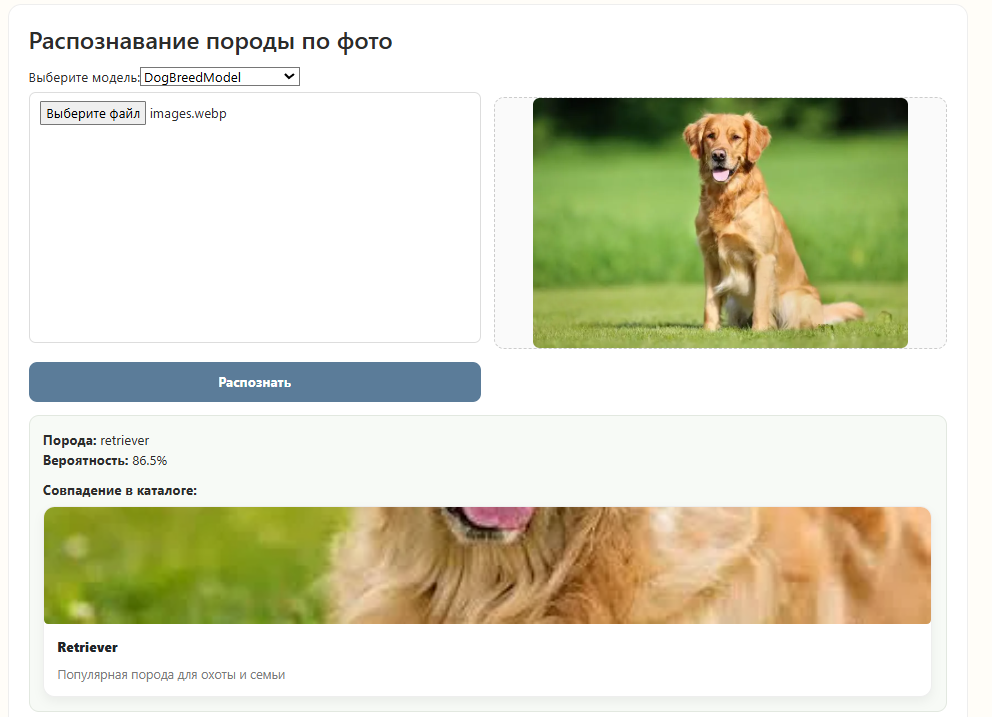 Распознавание породы по фото
Выберите модель: DogBreedModel
Выберите файл images.webp
Распознать
Порода: retriever
Вероятность: 86.5%
Совпадение в каталоге:
Retriever
Популярная порода для охоты и семьи